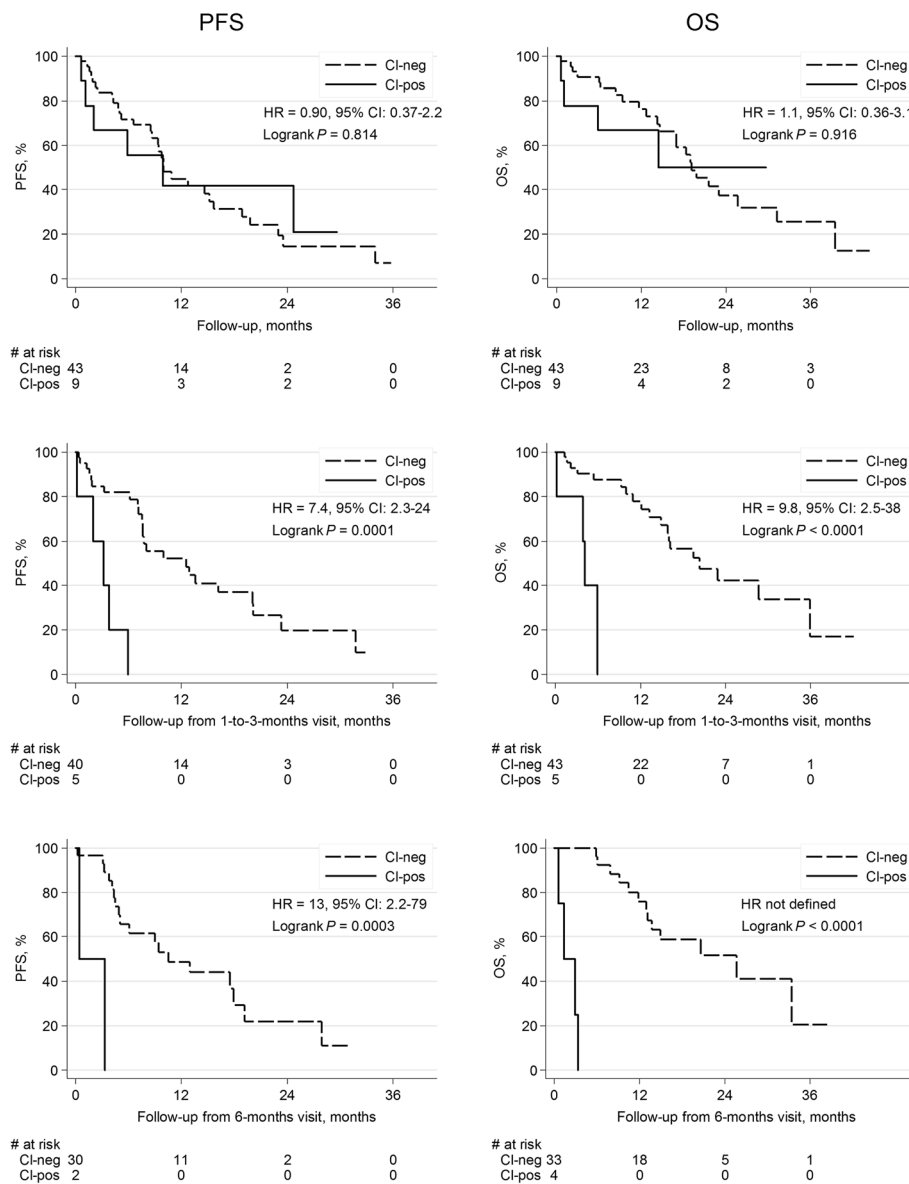 PFS
OS
100
80
60
40
20
0
PFS, %
CI-neg
CI-pos
HR = 0.90, 95% CI: 0.37-2.2
Logrank P = 0.814
0 12 24 36
Follow-up, months
# at risk
CI-neg 43 14 2 0
CI-pos 9 3 2 0
100
80
60
40
20
0
OS, %
CI-neg
CI-pos
HR = 1.1, 95% CI: 0.36-3.
Logrank P = 0.916
0 12 24 36
Follow-up, months
# at risk
CI-neg 43 23 8 3
CI-pos 9 4 2 0
100
80
60
40
20
0
PFS, %
CI-neg
CI-pos
HR = 7.4, 95% CI: 2.3-24
Logrank P = 0.0001
0 12 24 36
Follow-up from 1-to-3-months visit, months
# at risk
CI-neg 40 14 3 0
CI-pos 5 0 0 0
100
80
60
40
20
0
OS, %
CI-neg
CI-pos
HR = 9.8, 95% CI: 2.5-38
Logrank P < 0.0001
0 12 24 36
Follow-up from 1-to-3-months visit, months
# at risk
CI-neg 43 22 7 1
CI-pos 5 0 0 0
100
80
60
40
20
0
PFS, %
CI-neg
CI-pos
HR = 13, 95% CI: 2.2-79
Logrank P = 0.0003
0 12 24 36
Follow-up from 6-months visit, months
# at risk
CI-neg 30 11 2 0
CI-pos 2 0 0 0
100
80
60
40
20
0
OS, %
CI-neg
CI-pos
HR not defined
Logrank P < 0.0001
0 12 24 36
Follow-up from 6-months visit, months
# at risk
CI-neg 33 18 5 1
CI-pos 4 0 0 0